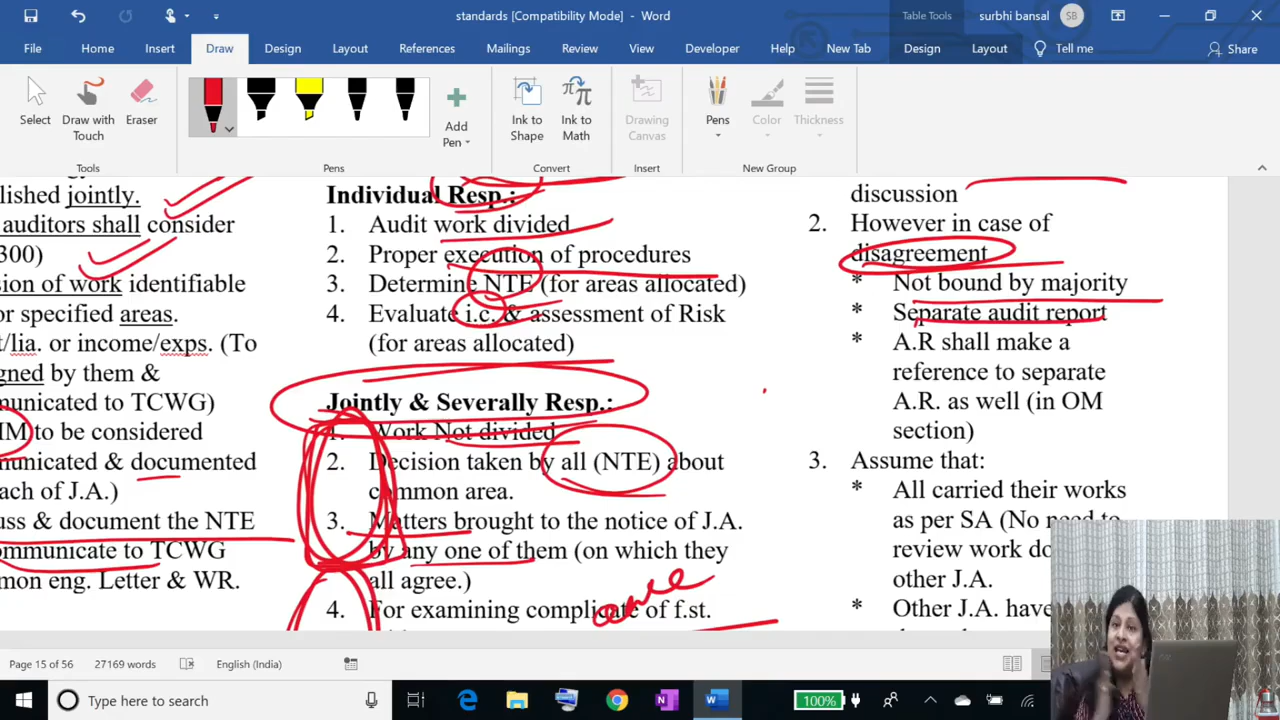 standards [Compatibility Mode] - Word
Table Tools
surbhi bansal
SB
File
Home
Insert
Draw
Design
Layout
References
Mailings
Review
View
Developer
Help
New Tab
Design
Layout
Tell me
Share
Select
Draw with
Touch
Eraser
Add
Pen
Ink to
Shape
Ink to
Math
Drawing
Canvas
Pens
Color
Thickness
Tools
Pens
Convert
Insert
New Group
lished jointly.
auditors shall consider
300)
sion of work identifiable
or specified areas.
t/lia. or income/exps. (To
gned by them &
municated to TCWG)
IM to be considered
municated & documented
each of J.A.)
uss & document the NTE
ommunicate to TCWG
mon eng. Letter & WR.
Individual Resp.:
1. Audit work divided
2. Proper execution of procedures
3. Determine NTE (for areas allocated)
4. Evaluate i.c. & assessment of Risk
(for areas allocated)
Jointly & Severally Resp.:
1. Work Not divided
2. Decision taken by all (NTE) about
common area.
3. Matters brought to the notice of J.A.
by any one of them (on which they
all agree.)
4. For examining complicate of f.st.
discussion
2. However in case of
disagreement
* Not bound by majority
* Separate audit report
* A.R shall make a
reference to separate
A.R. as well (in OM
section)
3. Assume that:
* All carried their works
as per SA (No need to
review work do
other J.A.
* Other J.A. have
Page 15 of 56
27169 words
English (India)
Type here to search
100%